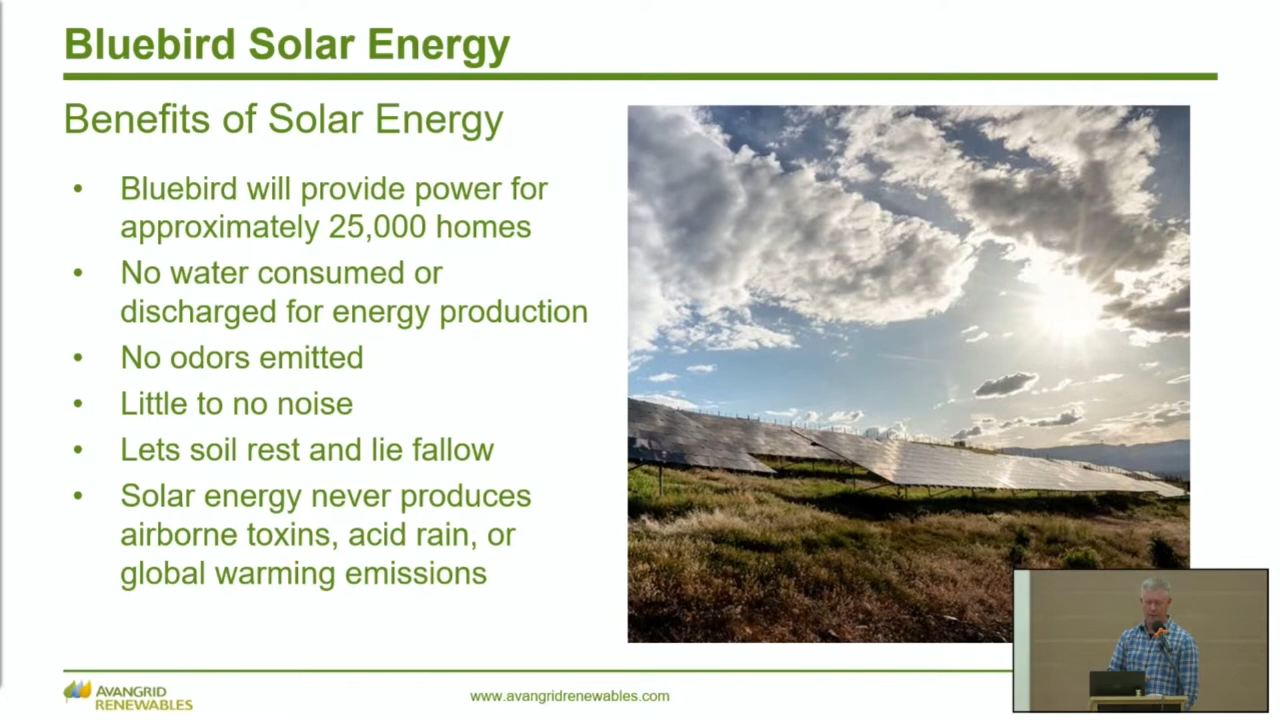 Bluebird Solar Energy
Benefits of Solar Energy
• Bluebird will provide power for
approximately 25,000 homes
• No water consumed or
discharged for energy production
• No odors emitted
• Little to no noise
• Lets soil rest and lie fallow
• Solar energy never produces
airborne toxins, acid rain, or
global warming emissions
AVANGRID
RENEWABLES
www.avangridrenewables.com